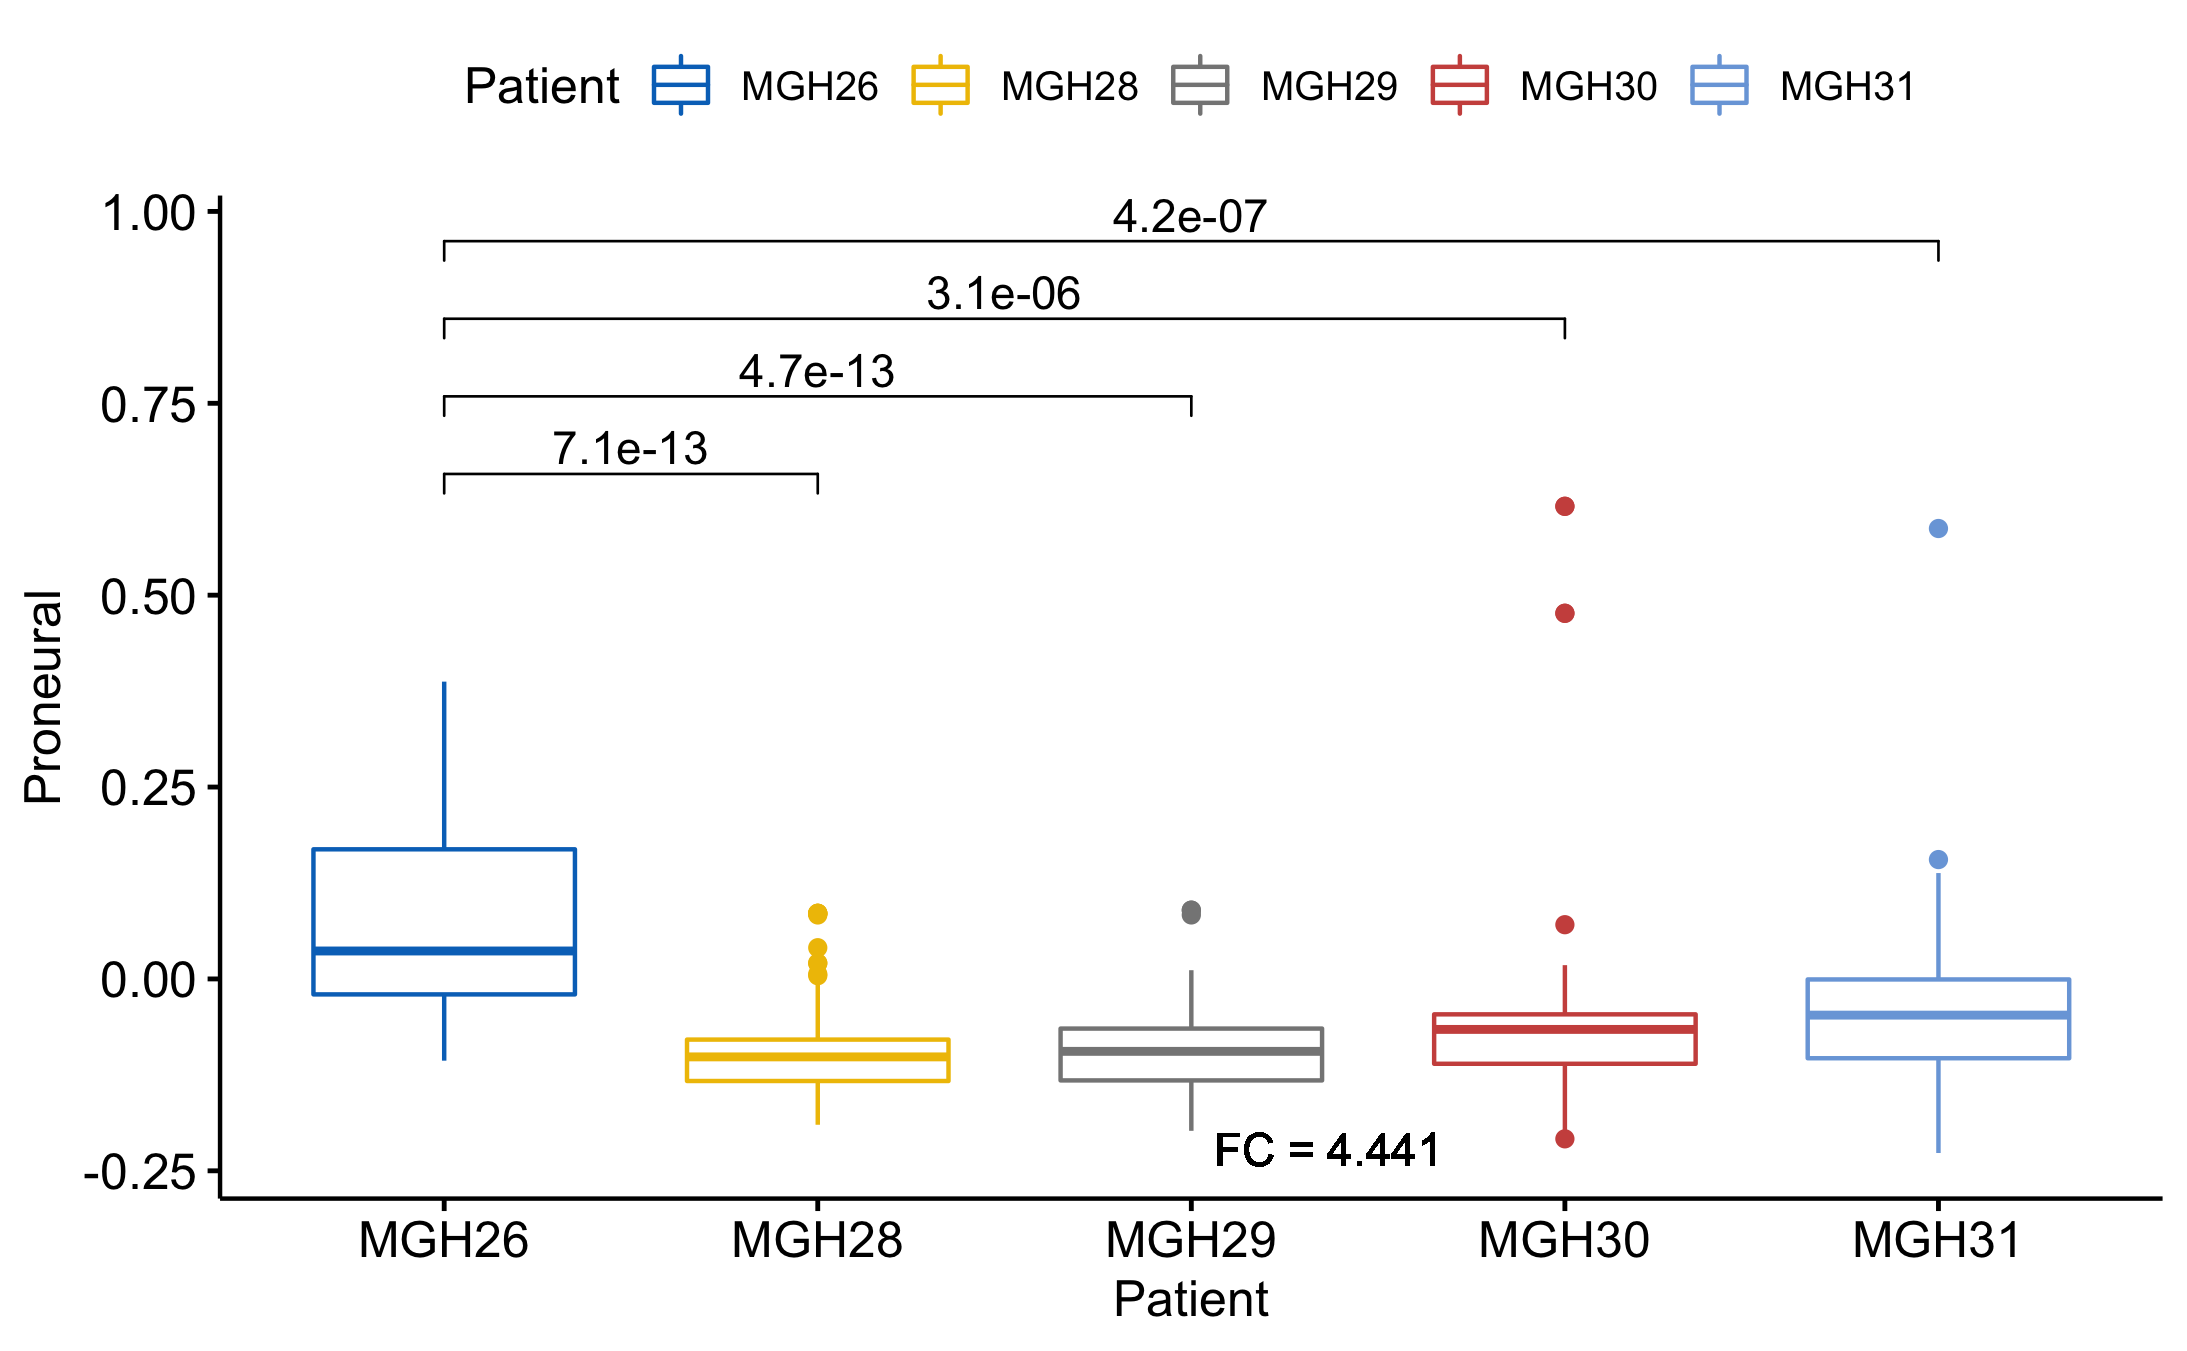 Patient MGH26 MGH28 MGH29 MGH30 MGH31
1.00
4.2e-07
3.1e-06
0.75
4.7e-13
7.1e-13
0.50
Proneural
0.25
0.00
-0.25
FC = 4.441
MGH26 MGH28 MGH29 MGH30 MGH31
Patient